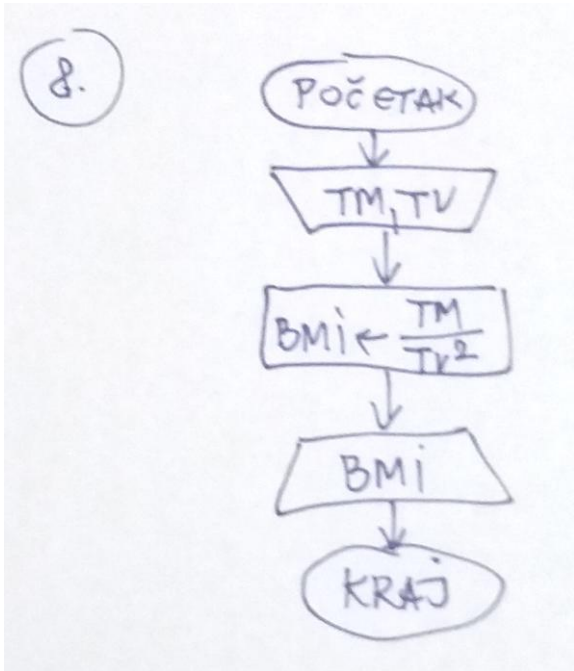 8.
POČETAK
TM, TV
BMi ← TM
TV²
BMi
KRAJ